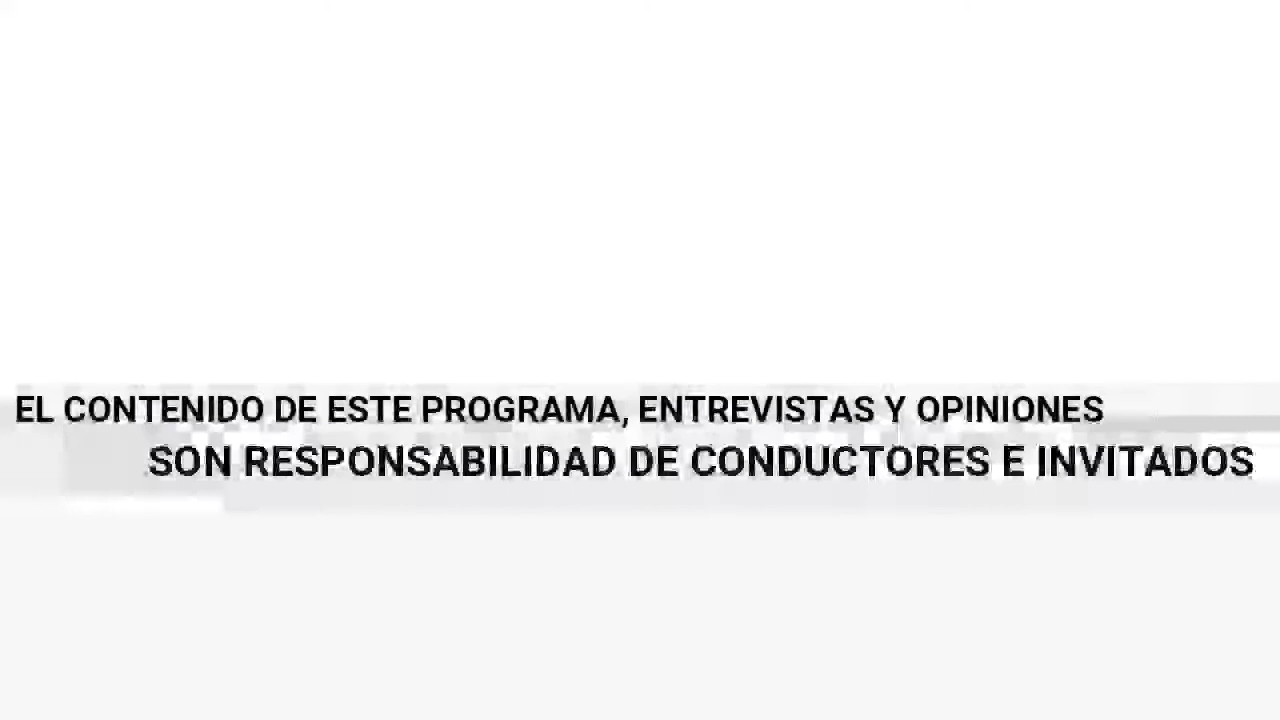 EL CONTENIDO DE ESTE PROGRAMA, ENTREVISTAS Y OPINIONES
SON RESPONSABILIDAD DE CONDUCTORES E INVITADOS